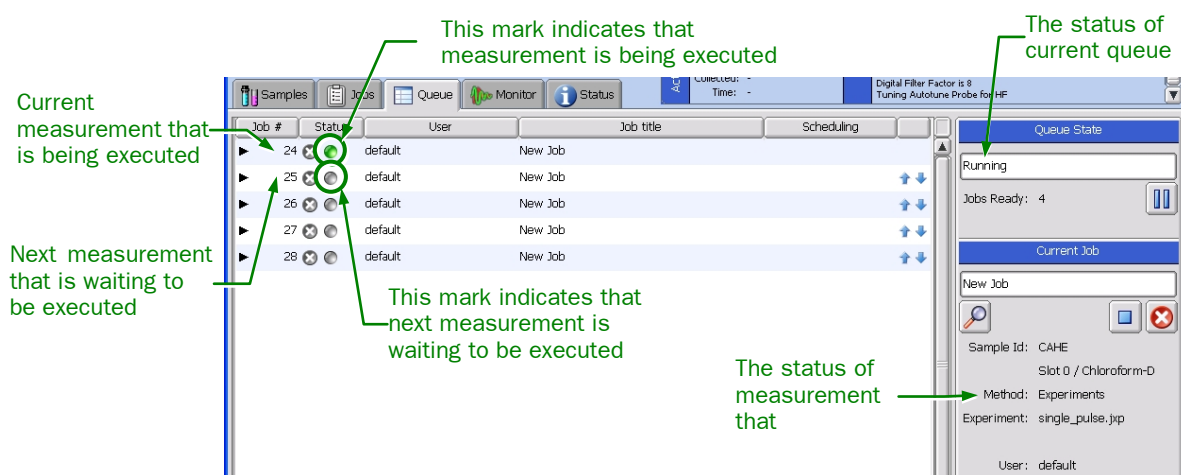 This mark indicates that
measurement is being executed
The status of
current queue
Current
measurement that
is being executed
Next measurement
that is waiting to
be executed
Collected: -
Time: -
Digital Filter Factor is 8
Tuning Autotune Probe for HF
Samples Jobs Queue Monitor Status
Job # Status User Job title Scheduling
24 default New Job
25 default New Job
26 default New Job
27 default New Job
28 default New Job
This mark indicates that
next measurement is
waiting to be executed
The status of
measurement
that
Queue State
Running
Jobs Ready: 4
Current Job
New Job
Sample Id: CAHE
Slot 0 / Chloroform-D
Method: Experiments
Experiment: single_pulse.jxp
User: default